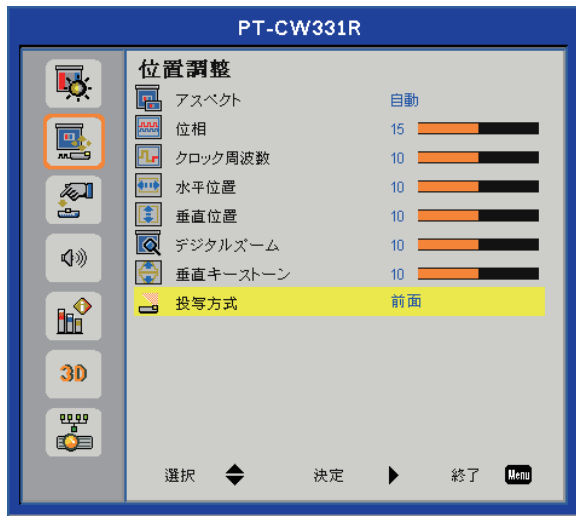 PT-CW331R
位置調整
アスペクト 自動
位相 15
クロック周波数 10
水平位置 10
垂直位置 10
デジタルズーム 10
垂直キーストーン 10
投写方式 前面
3D
選択 決定 終了 Menu